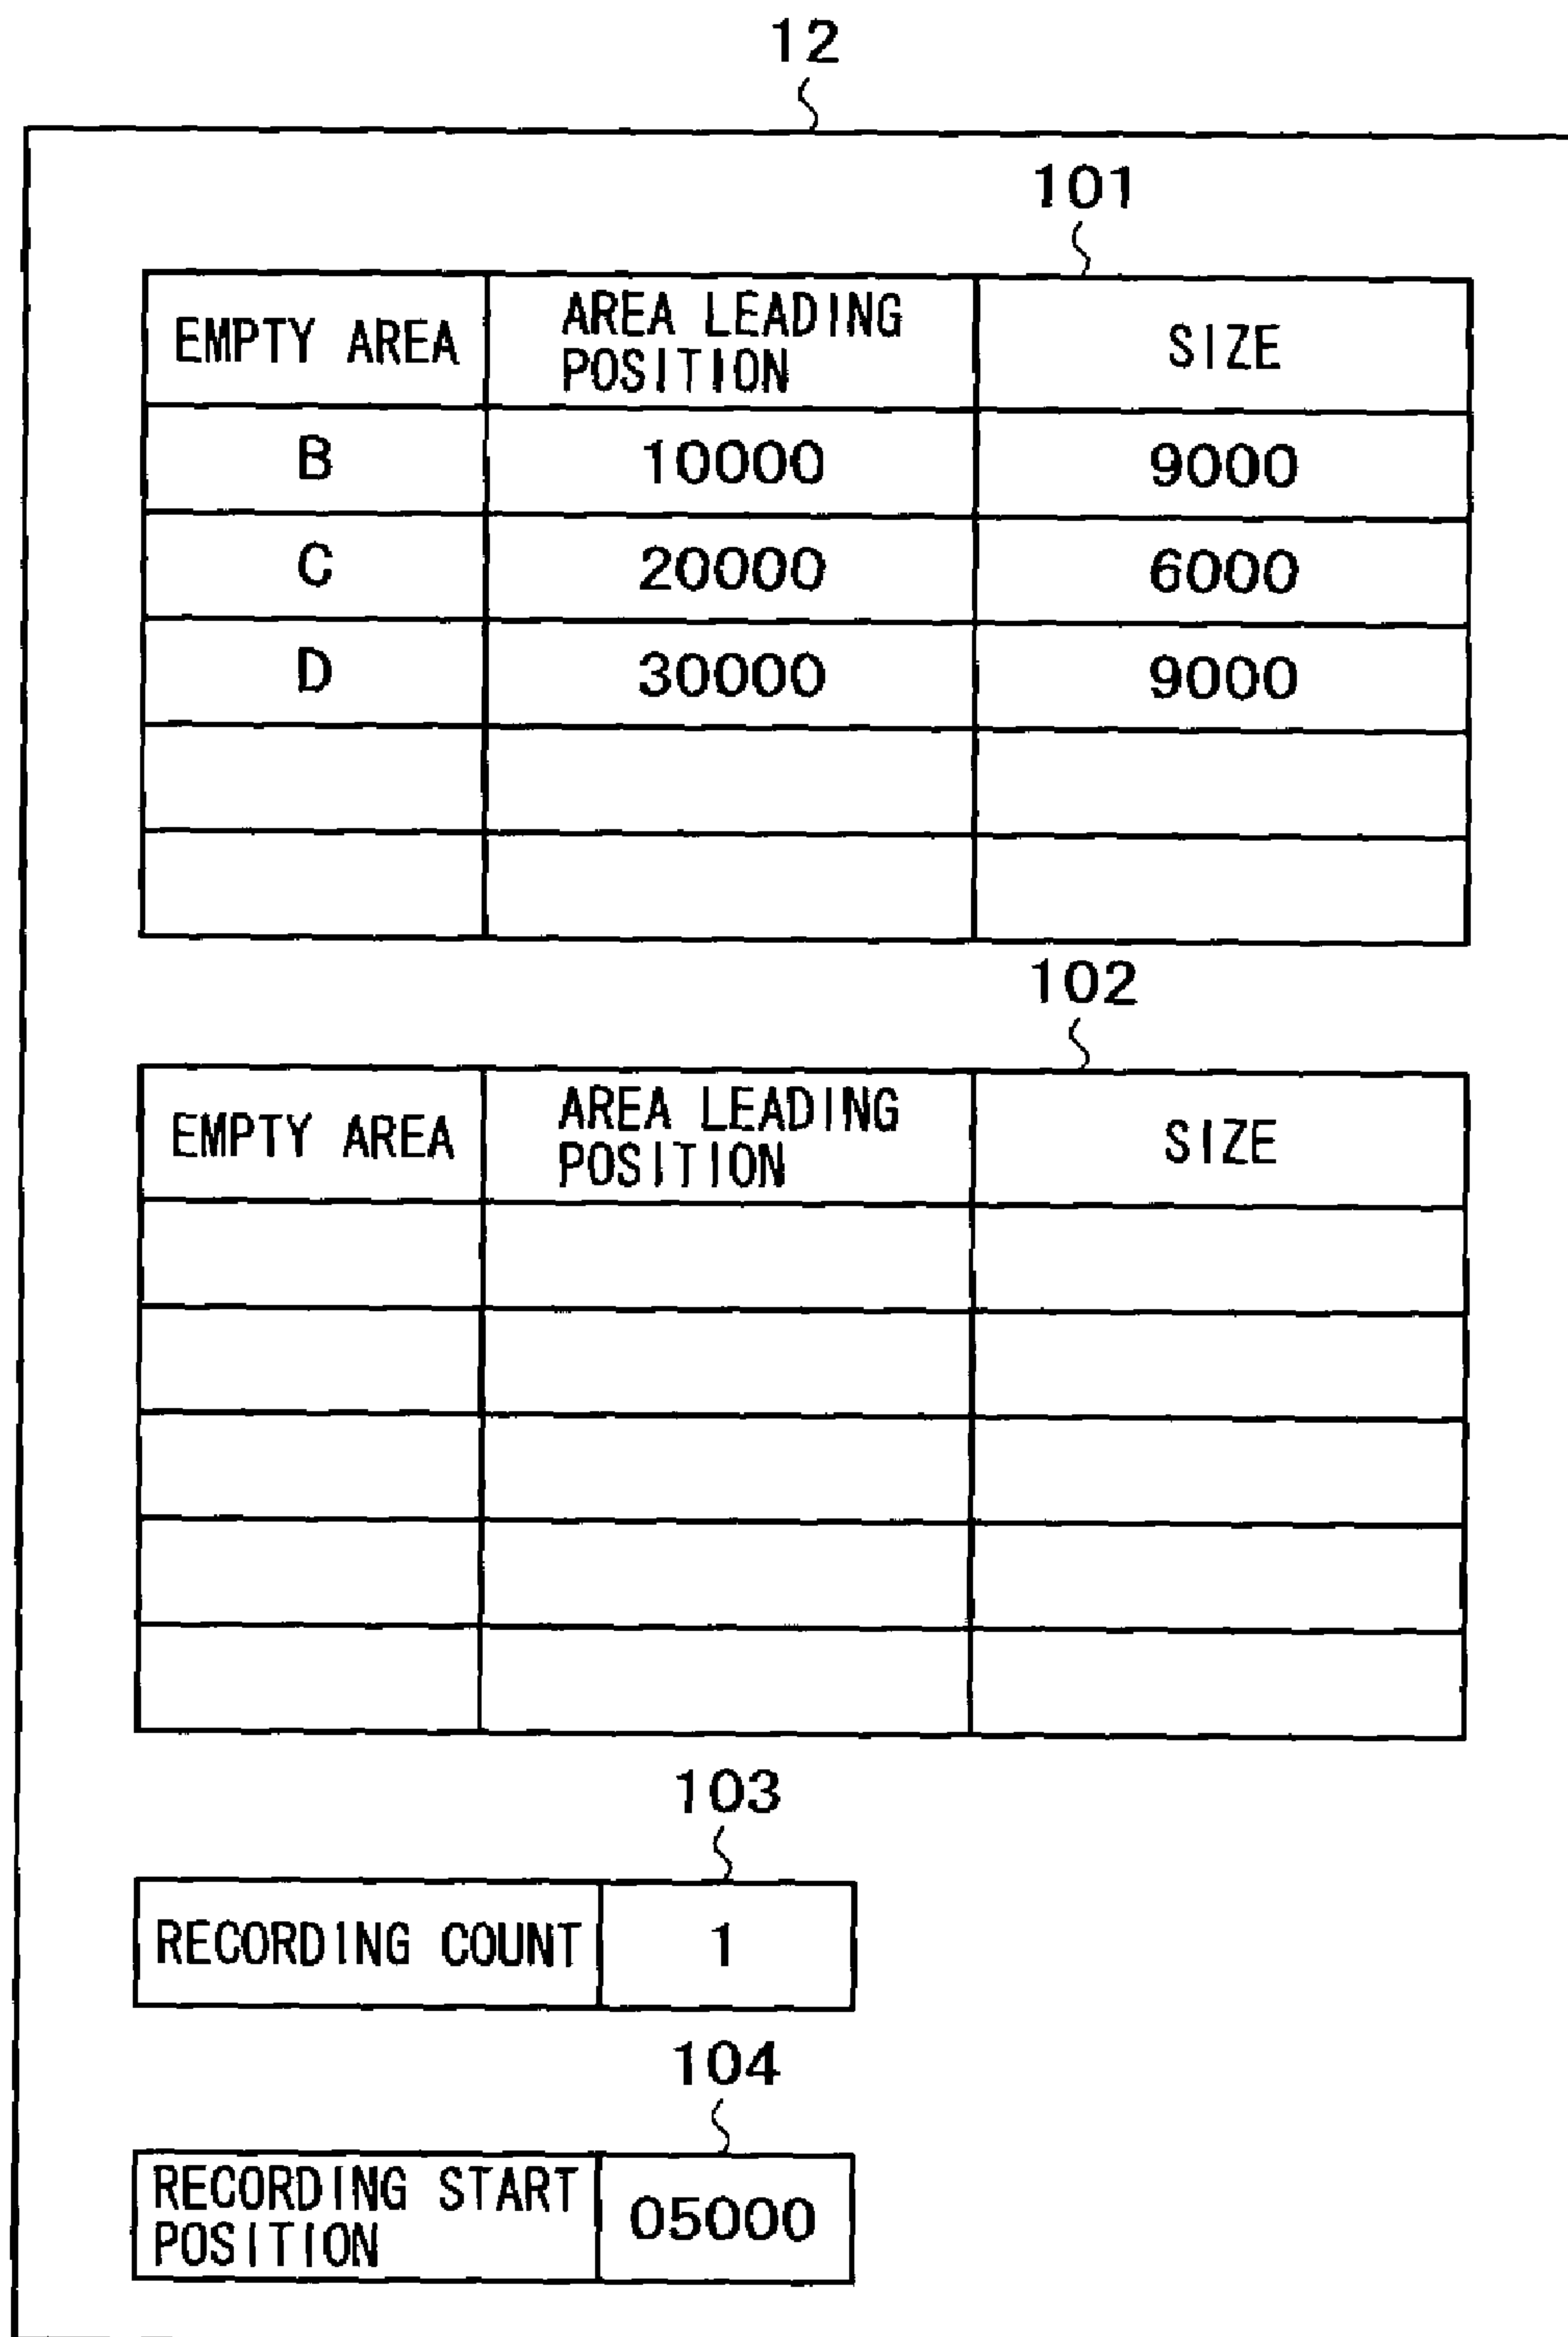 12
101
EMPTY AREA AREA LEADING POSITION SIZE
B 10000 9000
C 20000 6000
D 30000 9000
102
EMPTY AREA AREA LEADING POSITION SIZE
103
RECORDING COUNT 1
104
RECORDING START POSITION 05000